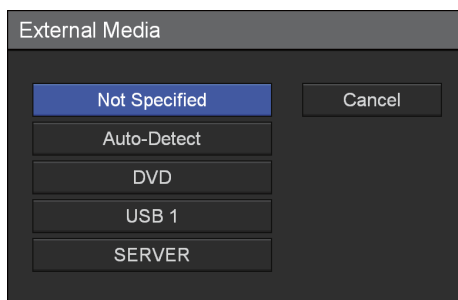 External Media
Not Specified
Cancel
Auto-Detect
DVD
USB 1
SERVER